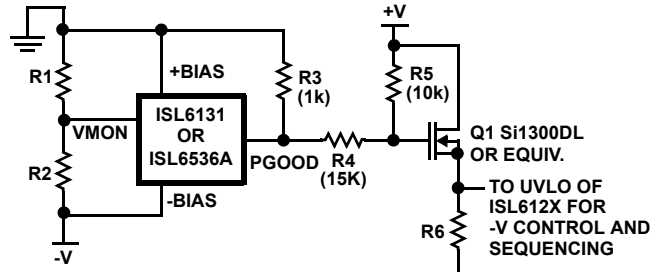 +V
R1
+BIAS
R3
(1k)
R5
(10k)
VMON
ISL6131
OR
ISL6536A
PGOOD
R4
(15K)
Q1 Si1300DL
OR EQUIV.
R2
-BIAS
-V
TO UVLO OF
ISL612X FOR
-V CONTROL AND
SEQUENCING
R6